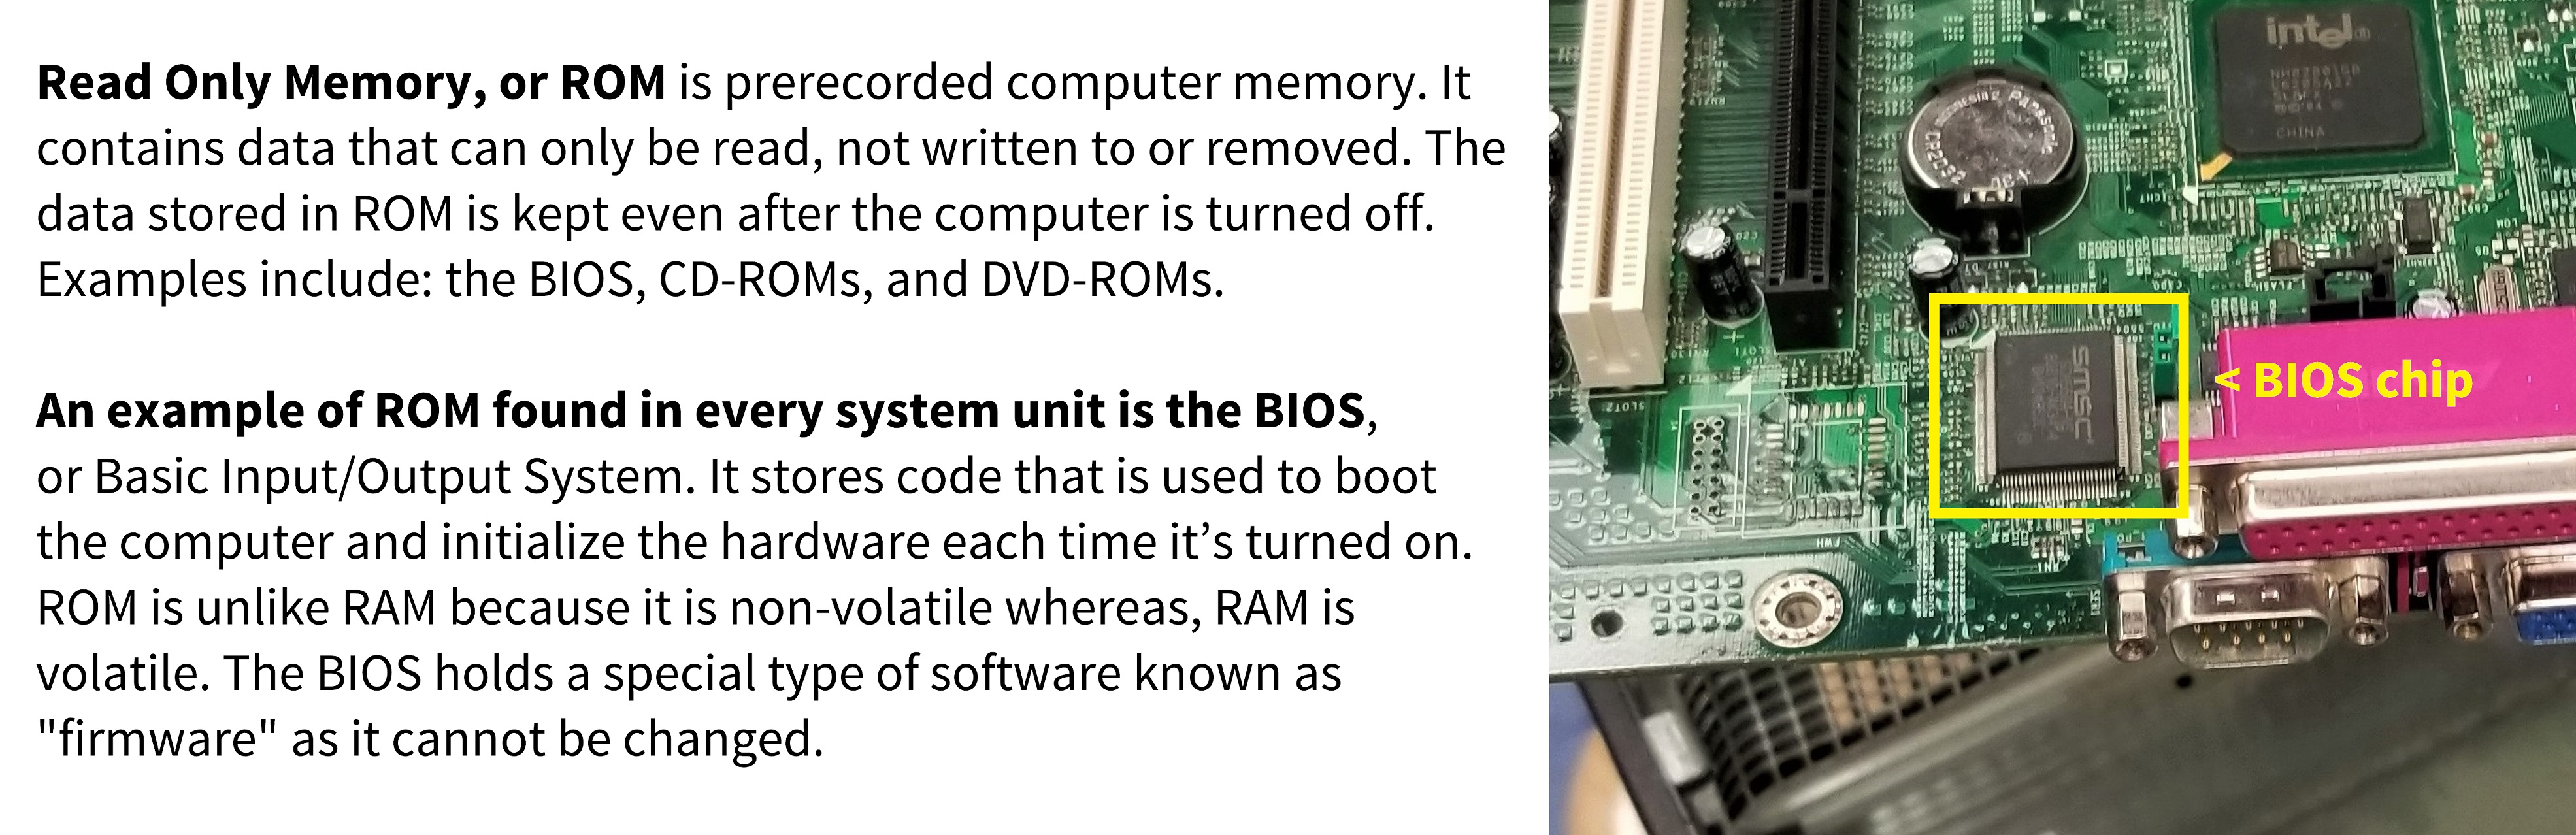 Read Only Memory, or ROM is prerecorded computer memory. It
contains data that can only be read, not written to or removed. The
data stored in ROM is kept even after the computer is turned off.
Examples include: the BIOS, CD-ROMs, and DVD-ROMs.
An example of ROM found in every system unit is the BIOS,
or Basic Input/Output System. It stores code that is used to boot
the computer and initialize the hardware each time it’s turned on.
ROM is unlike RAM because it is non-volatile whereas, RAM is
volatile. The BIOS holds a special type of software known as
"firmware" as it cannot be changed.
intel
CHINA
smsc
< BIOS chip
SLOT1
SLOT2